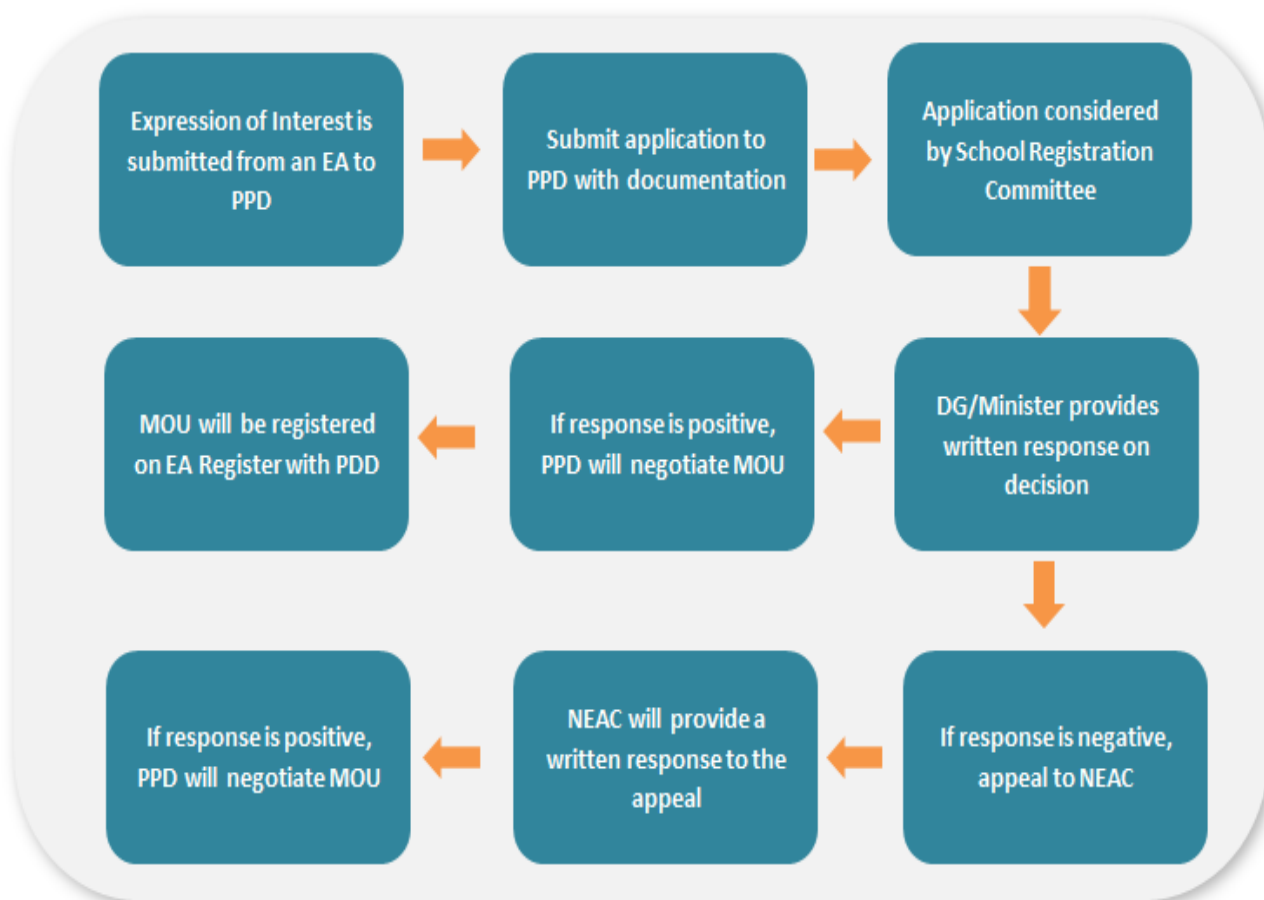 Expression of Interest is
submitted from an EA to
PPD
Submit application to
PPD with documentation
Application considered
by School Registration
Committee
MOU will be registered
on EA Register with PDD
If response is positive,
PPD will negotiate MOU
DG/Minister provides
written response on
decision
If response is positive,
PPD will negotiate MOU
NEAC will provide a
written response to the
appeal
If response is negative,
appeal to NEAC